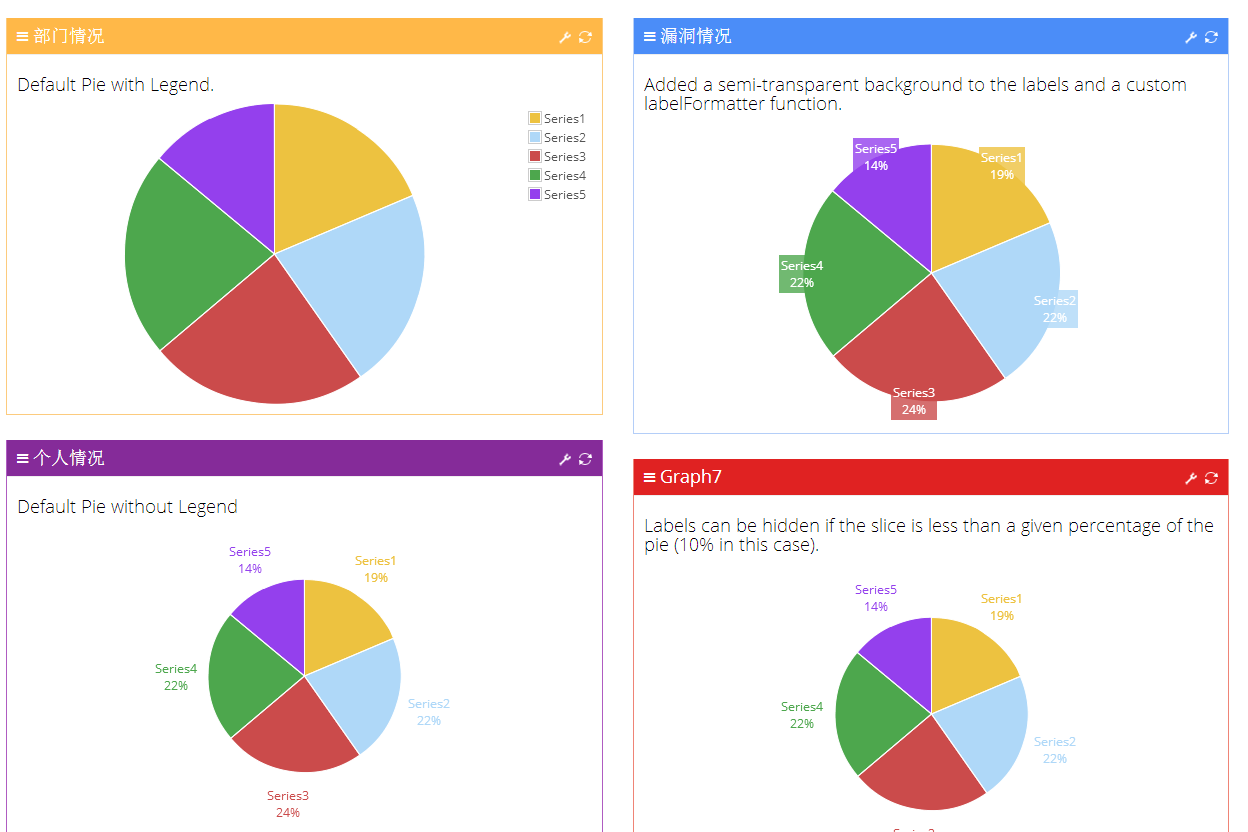 部门情况
Default Pie with Legend.
Series1
Series2
Series3
Series4
Series5
漏洞情况
Added a semi-transparent background to the labels and a custom
labelFormatter function.
Series5
14%
Series1
19%
Series4
22%
Series2
22%
Series3
24%
个人情况
Default Pie without Legend
Series5
14%
Series1
19%
Series4
22%
Series2
22%
Series3
24%
Graph7
Labels can be hidden if the slice is less than a given percentage of the
pie (10% in this case).
Series5
14%
Series1
19%
Series4
22%
Series2
22%